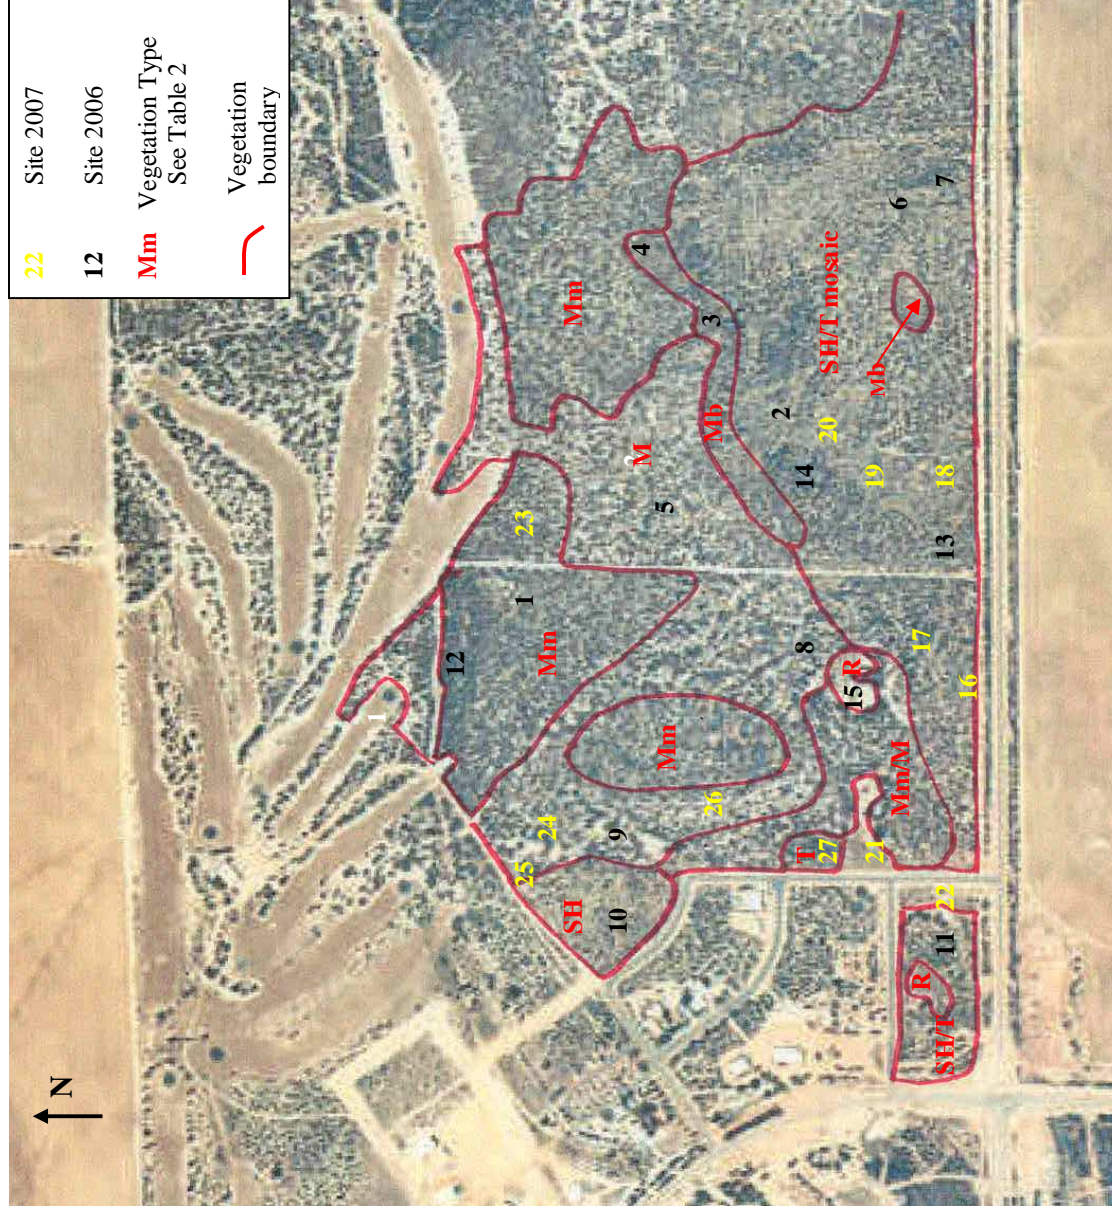 22 Site 2007
12 Site 2006
Mm Vegetation Type
See Table 2
Vegetation
boundary
N
Mm
4
3
6
7
SH/T mosaic
Mb
Mb
2
20
14
19
18
13
M
5
23
1
12
Mm
1
8
R
15
17
16
Mm
26
Mm/M
24
25
9
SH
10
T
27
21
22
11
R
SH/T